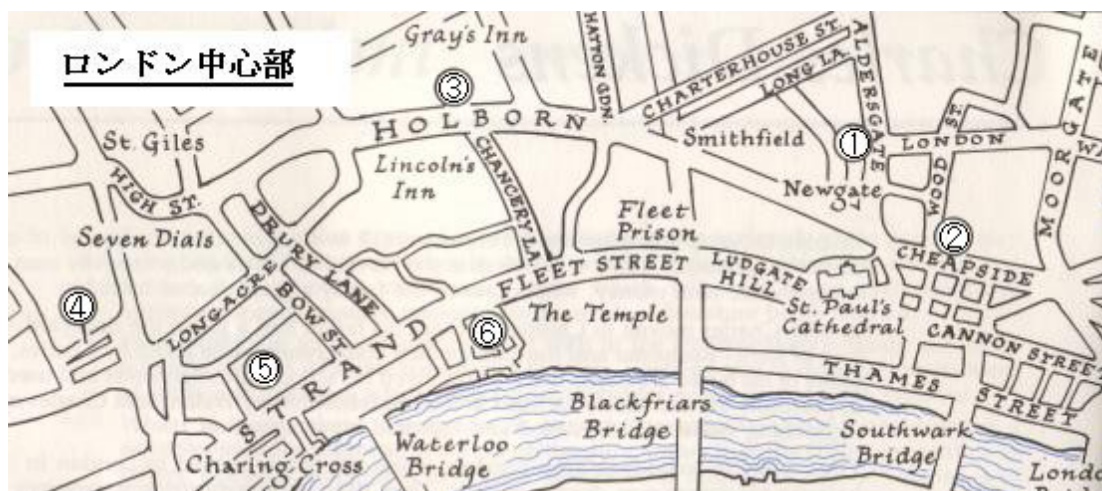 ロンドン中心部
Gray's Inn
HATTON GDN.
CHARTERHOUSE ST.
LONG LA.
ALDERSGATE
MOORGATE
③
HOLBORN
Smithfield
①
LONDON
WOOD ST.
St. Giles
Lincoln's
Inn
CHANCERY LA.
Newgate
HIGH ST.
Fleet
Prison
②
CHEAPSIDE
Seven Dials
DRURY LANE
FLEET STREET
LUDGATE
HILL
St. Paul's
Cathedral
④
LONGACRE
BOW ST.
⑥
The Temple
CANNON STREET
⑤
STRAND
THAMES
STREET
Blackfriars
Bridge
Southwark
Bridge
Waterloo
Bridge
Charing Cross